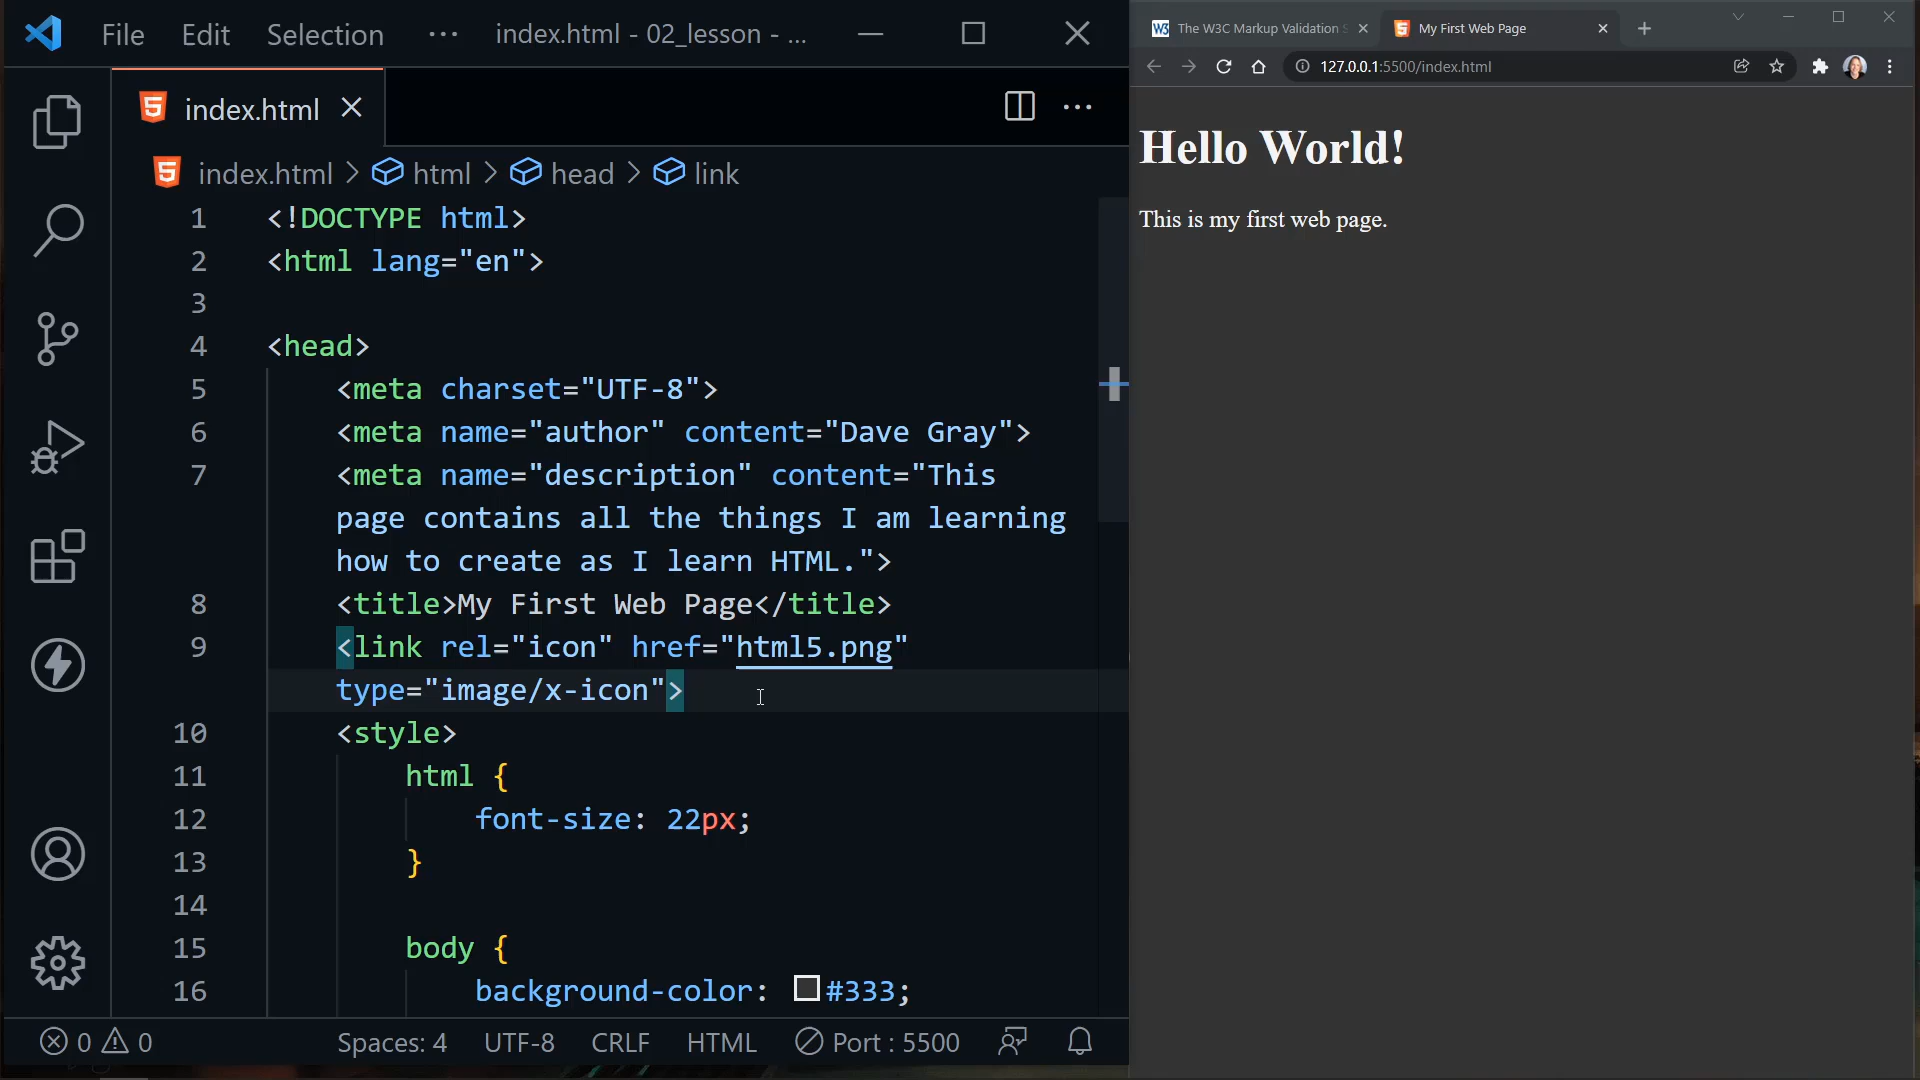 File Edit Selection ··· index.html - 02_lesson - ...
index.html
index.html > html > head > link
1 <!DOCTYPE html>
2 <html lang="en">
3
4 <head>
5 <meta charset="UTF-8">
6 <meta name="author" content="Dave Gray">
7 <meta name="description" content="This
page contains all the things I am learning
how to create as I learn HTML.">
8 <title>My First Web Page</title>
9 <link rel="icon" href="html5.png"
type="image/x-icon">
10 <style>
11 html {
12 font-size: 22px;
13 }
14
15 body {
16 background-color: #333;
0 0 Spaces: 4 UTF-8 CRLF HTML Port : 5500
The W3C Markup Validation S My First Web Page
127.0.0.1:5500/index.html
Hello World!
This is my first web page.